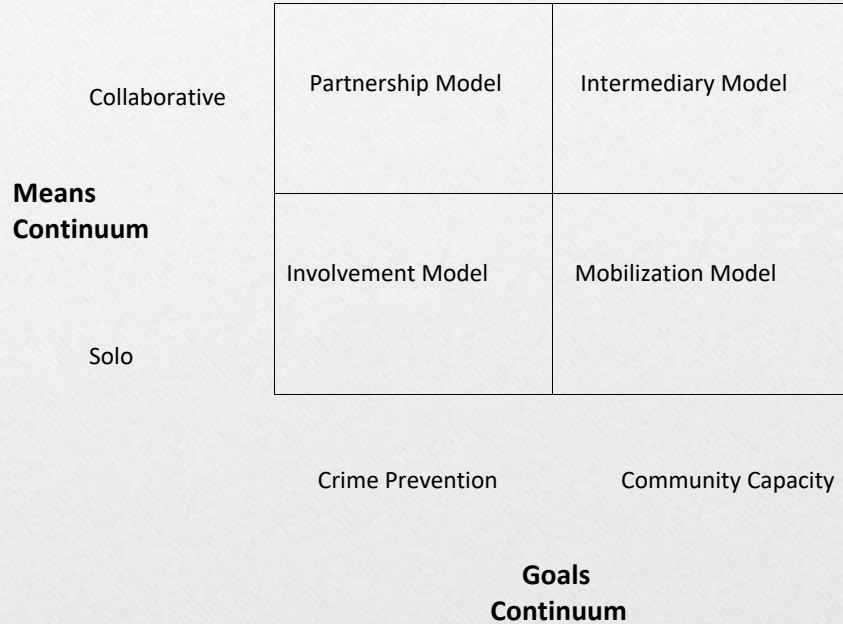 Partnership Model
Intermediary Model
Collaborative
Means
Continuum
Involvement Model
Mobilization Model
Solo
Crime Prevention
Community Capacity
Goals
Continuum